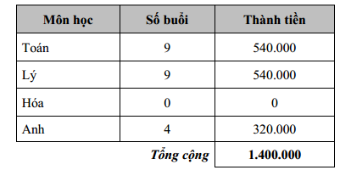 Môn học Số buổi Thành tiền
Toán 9 540.000
Lý 9 540.000
Hóa 0 0
Anh 4 320.000
Tổng cộng 1.400.000